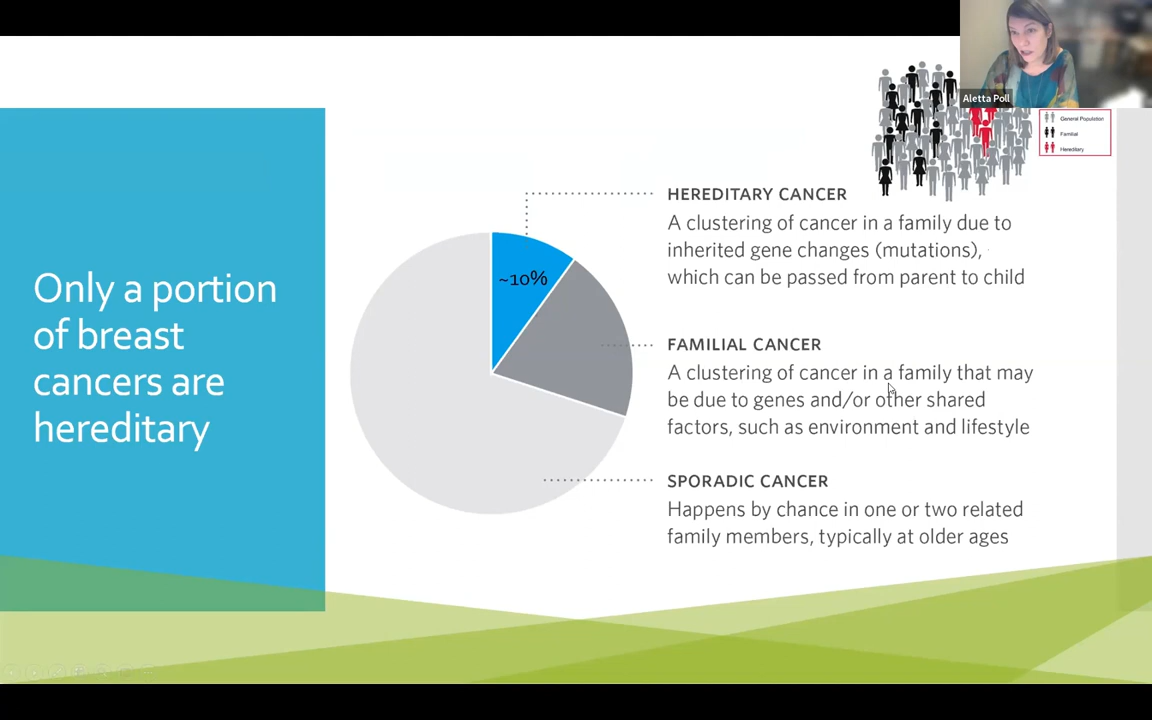 Aletta Poll
General Population
Familial
Hereditary
Only a portion
of breast
cancers are
hereditary
~10%
HEREDITARY CANCER
A clustering of cancer in a family due to
inherited gene changes (mutations),
which can be passed from parent to child
FAMILIAL CANCER
A clustering of cancer in a family that may
be due to genes and/or other shared
factors, such as environment and lifestyle
SPORADIC CANCER
Happens by chance in one or two related
family members, typically at older ages